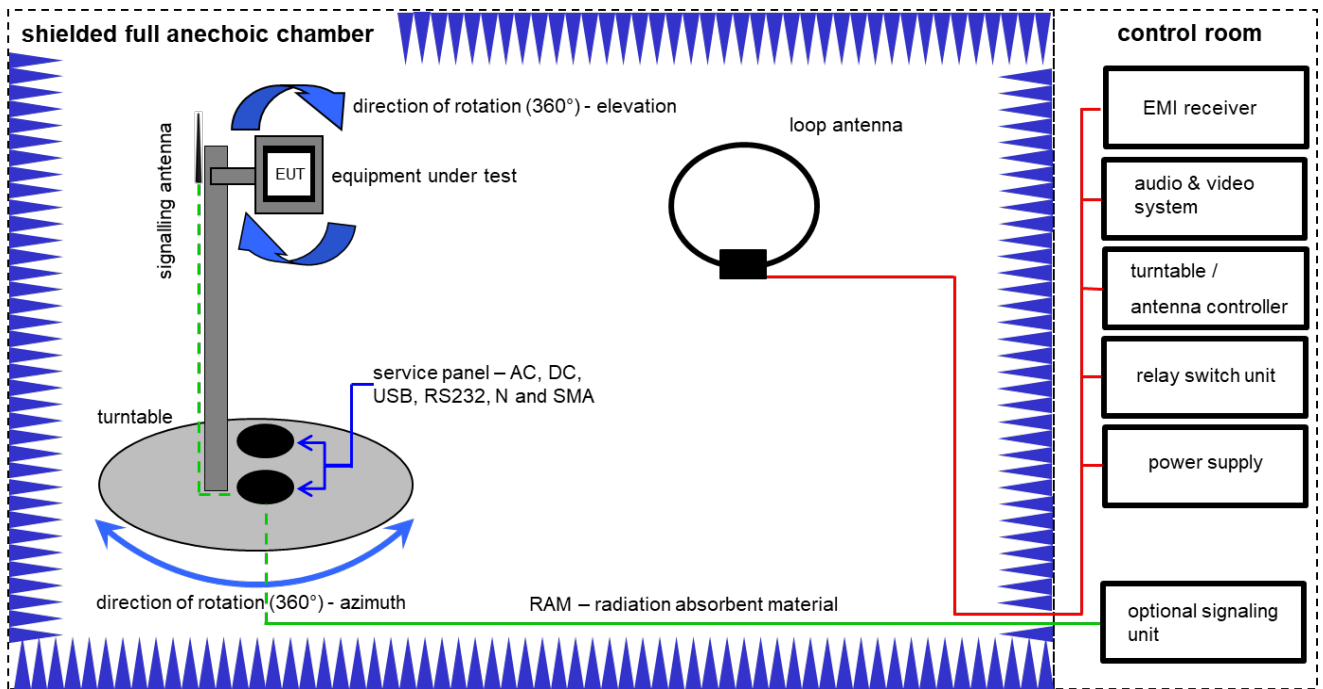 shielded full anechoic chamber
control room
direction of rotation (360°) - elevation
signalling antenna
EUT
equipment under test
loop antenna
EMI receiver
audio & video
system
turntable /
antenna controller
relay switch unit
power supply
service panel – AC, DC,
USB, RS232, N and SMA
turntable
direction of rotation (360°) - azimuth
RAM – radiation absorbent material
optional signaling
unit